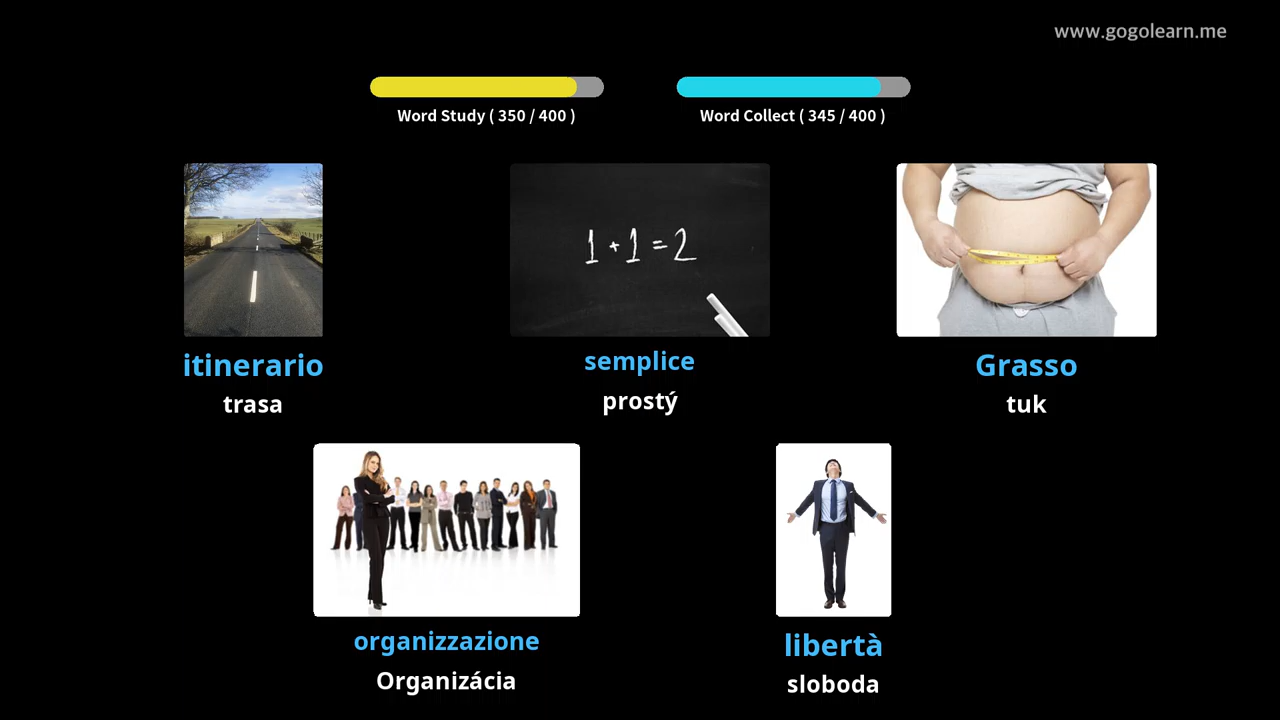 www.gogolearn.me
Word Study ( 350 / 400 )
Word Collect ( 345 / 400 )
1+1=2
itinerario
trasa
semplice
prostý
Grasso
tuk
organizzazione
Organizácia
libertà
sloboda